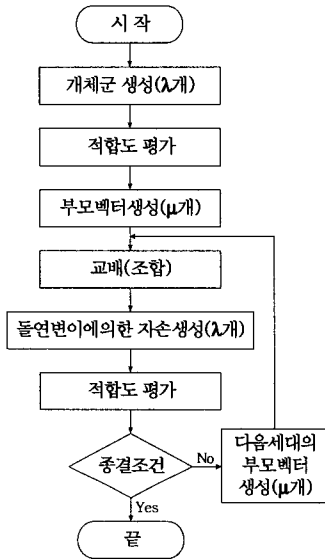 시 작
개체군 생성(λ개)
적합도 평가
부모벡터생성(μ개)
교배(조합)
돌연변이에의한 자손생성(λ개)
적합도 평가
종결조건
No
다음세대의
부모벡터
생성(μ개)
Yes
끝